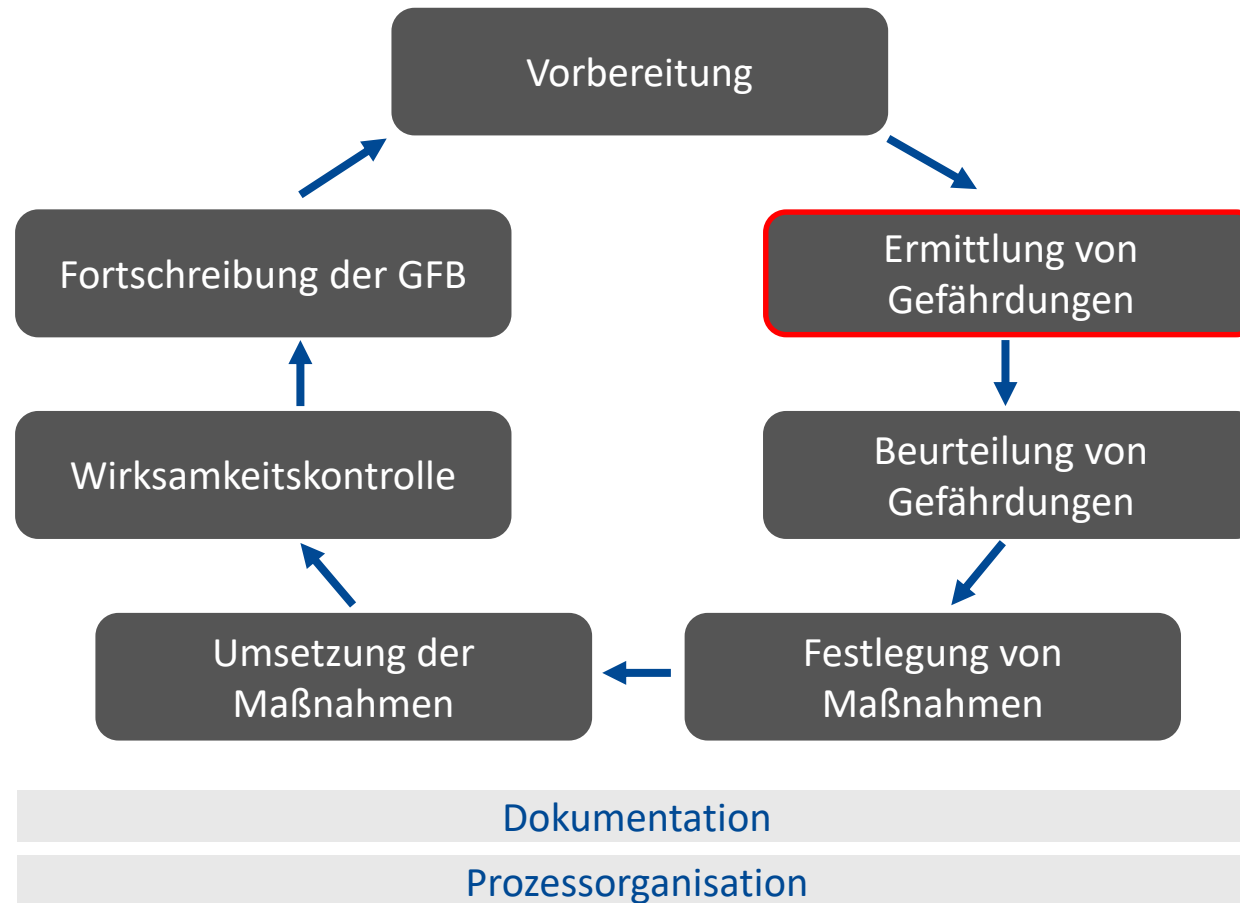 Vorbereitung
Ermittlung von
Gefährdungen
Beurteilung von
Gefährdungen
Festlegung von
Maßnahmen
Umsetzung der
Maßnahmen
Wirksamkeitskontrolle
Fortschreibung der GFB
Dokumentation
Prozessorganisation